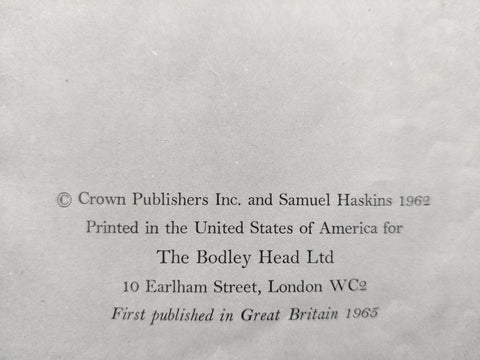 © Crown Publishers Inc. and Samuel Haskins 1962
Printed in the United States of America for
The Bodley Head Ltd
10 Earlham Street, London WC2
First published in Great Britain 1965